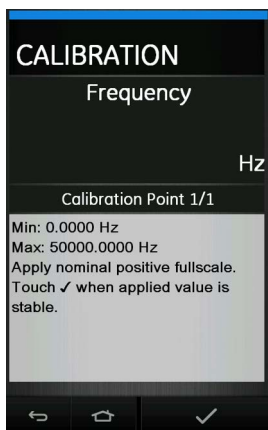 CALIBRATION
Frequency
Hz
Calibration Point 1/1
Min: 0.0000 Hz
Max: 50000.0000 Hz
Apply nominal positive fullscale.
Touch ✓ when applied value is
stable.